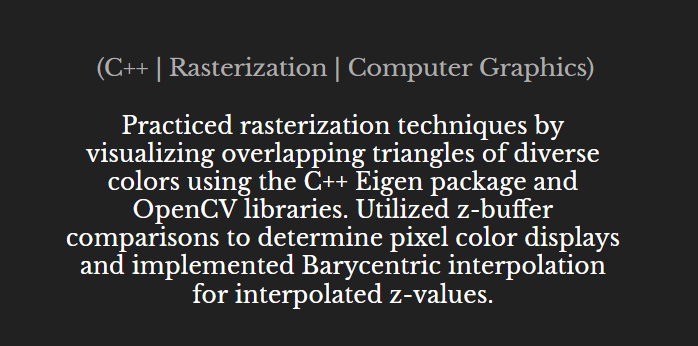 (C++ | Rasterization | Computer Graphics)
Practiced rasterization techniques by
visualizing overlapping triangles of diverse
colors using the C++ Eigen package and
OpenCV libraries. Utilized z-buffer
comparisons to determine pixel color displays
and implemented Barycentric interpolation
for interpolated z-values.